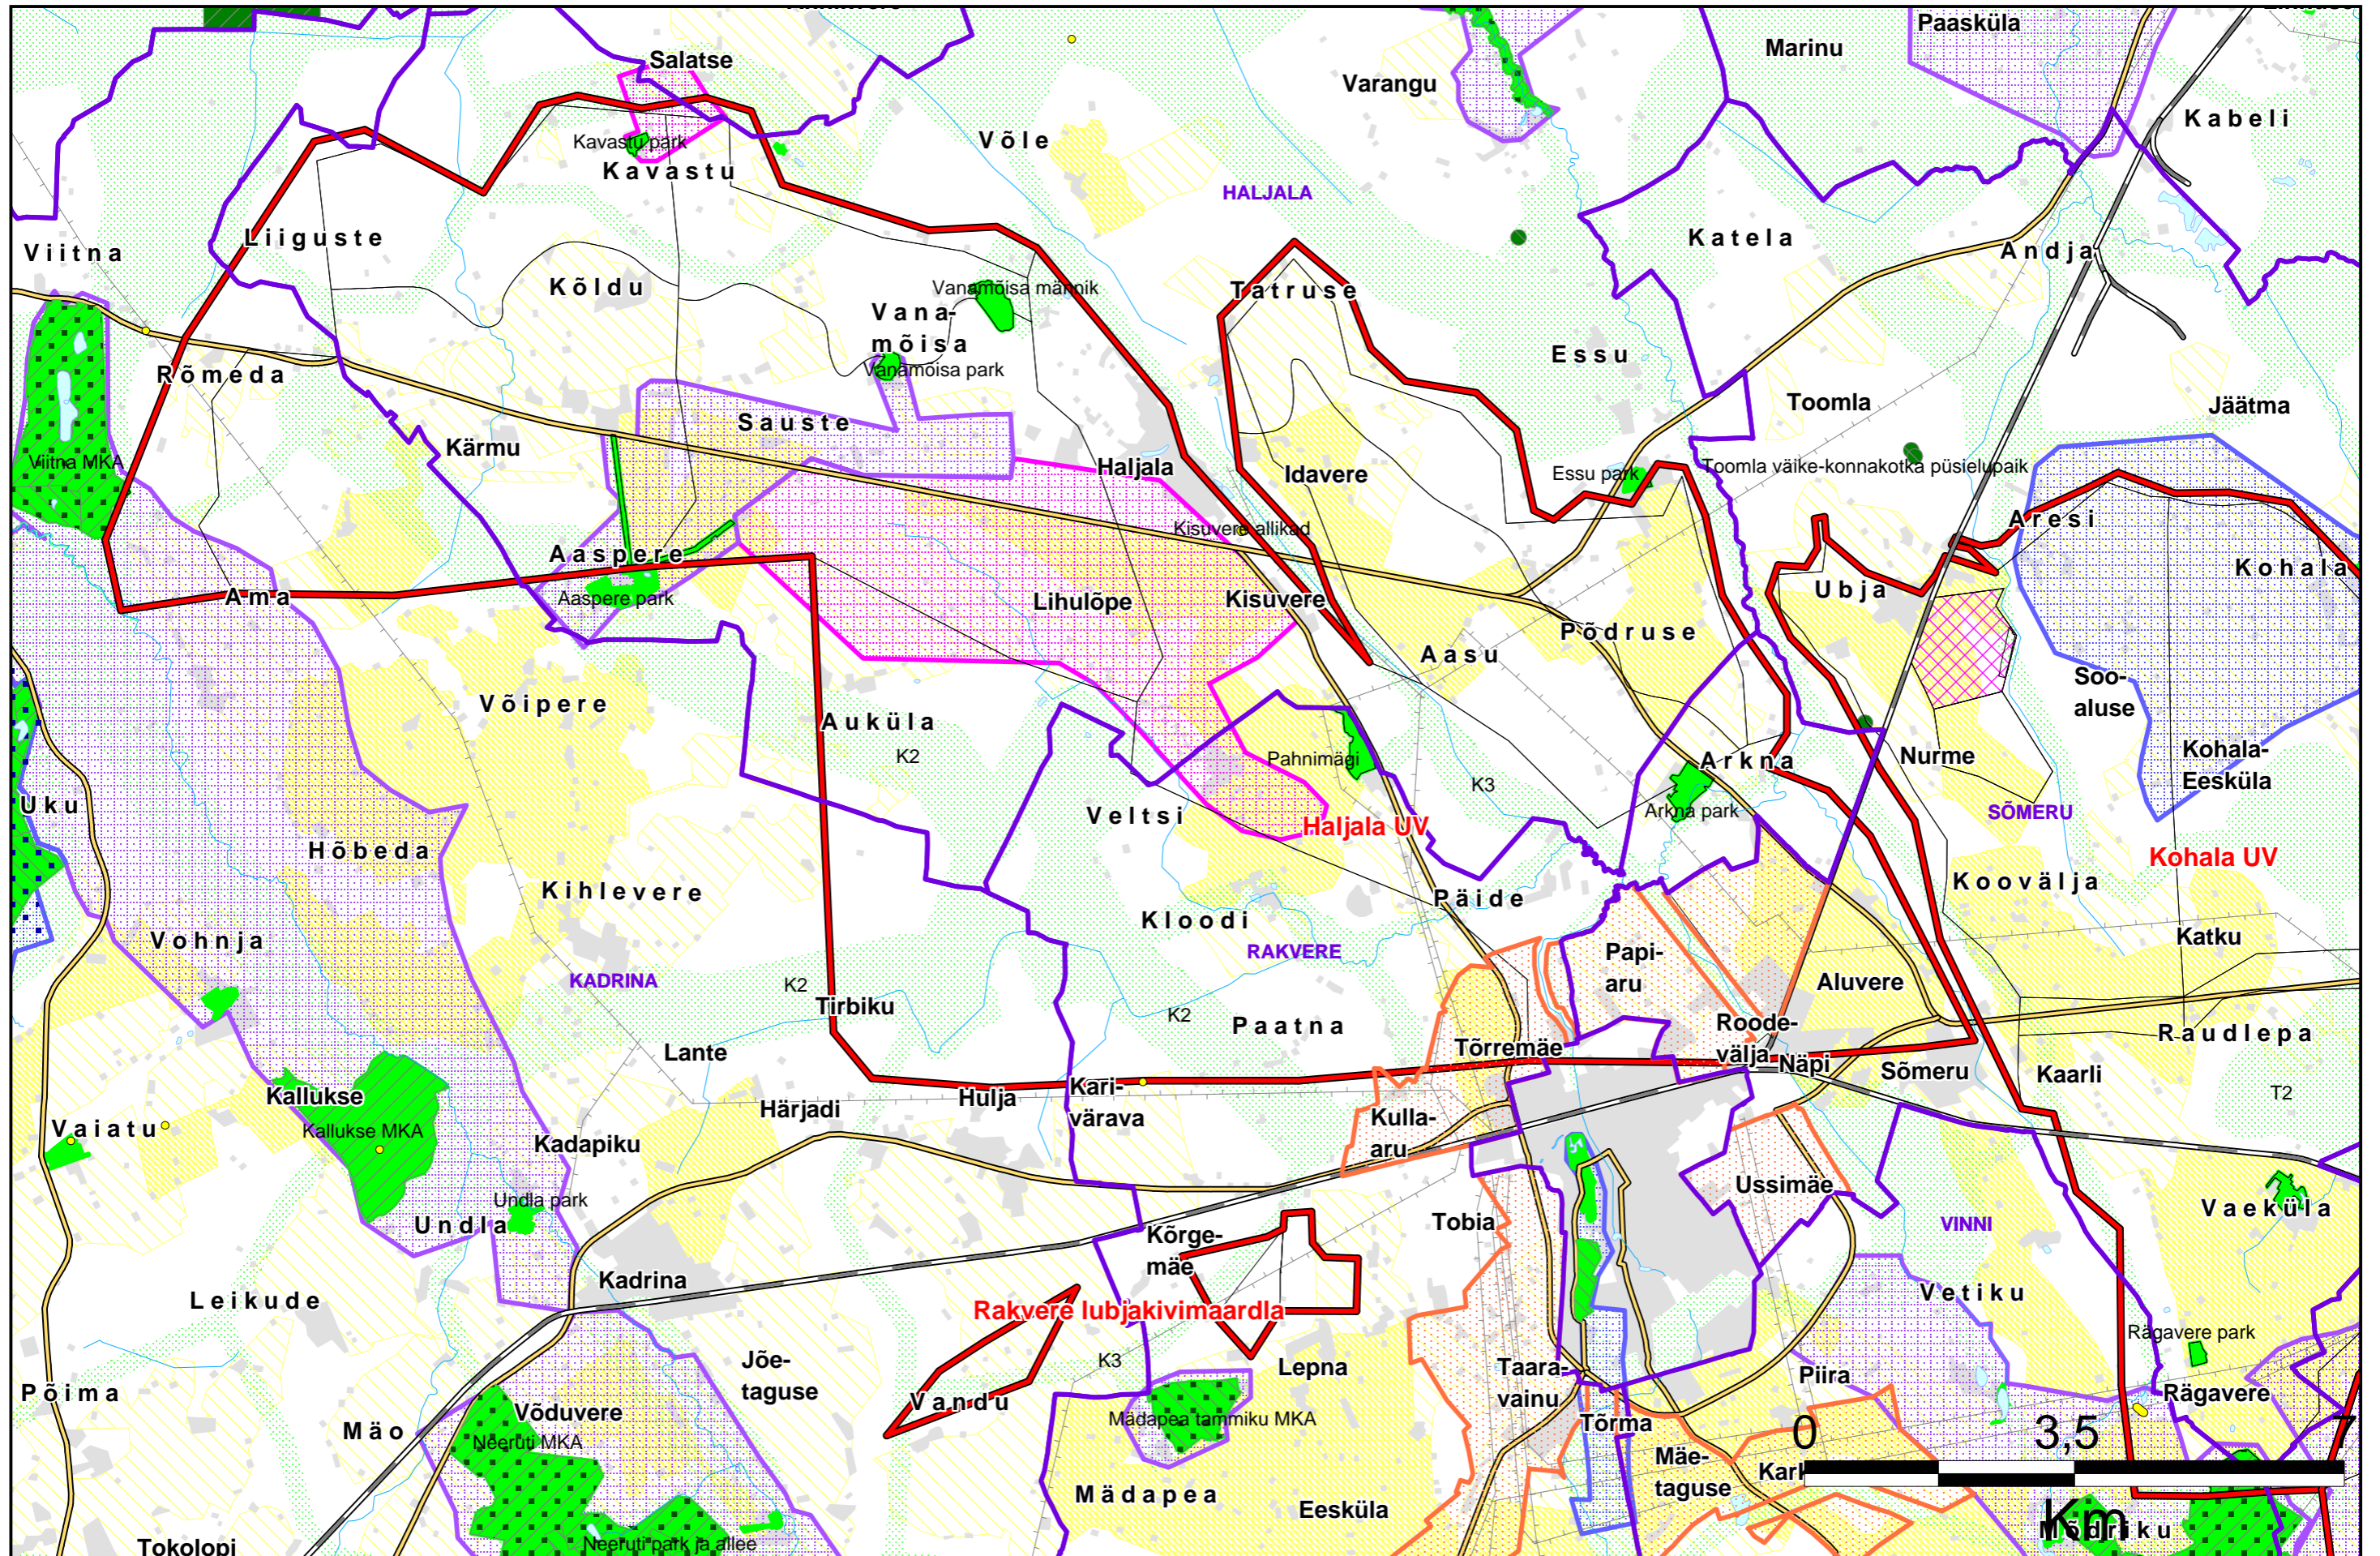 Salatse
Paasküla
Marinu
Varangu
Kabeli
Kavastu park
Kavastu
Võle
HALJALA
Viitna
Liiguste
Katela
Andja
Kõldu
Vanamõisa männik
Tatruse
Vana-
mõisa
Essu
Rõmeda
Vanamõisa park
Toomla
Jäätma
Sauste
Kärmu
Viitna MKA
Haljala
Idavere
Essu park
Toomla väike-konnakotka püsielupaik
Kisuvere allikad
Aresi
Aaspere
Kohala
Ama
Aaspere park
Lihulõpe
Kisuvere
Ubja
Põdruse
Aasu
Soo-
aluse
Võipere
Auküla
K2
Pahnimägi
K3
Arkna
Nurme
Kohala-
Eesküla
Uku
Veltsi
Arkna park
SÕMERU
Haljala UV
Hõbeda
Kohala UV
Kihlevere
Koovälja
Päide
Kloodi
Vohnja
RAKVERE
Papi-
aru
Katku
KADRINA
K2
Aluvere
Tirbiku
K2
Paatna
Roode-
välja
Raudlepa
Lante
Tõrremäe
Näpi
Sõmeru
Kaarli
Kallukse
Härjadi
Hulja
Kari-
värava
T2
Vaiatu
Kallukse MKA
Kadapiku
Kulla-
aru
Ussimäe
Undla park
Undla
Tobia
VINNI
Vaeküla
Kõrge-
mäe
Kadrina
Leikude
Rakvere lubjakivimaardla
Vetiku
Rägavere park
Jõe-
taguse
K3
Lepna
Taara-
vainu
Piira
Põima
Vandu
Rägavere
Mäo
Võduvere
Mädapea tammiku MKA
Tõrma
0
3,5
7
Neeruti MKA
Mäe-
taguse
Mädapea
Eesküla
Km
Mõdriku
Tokolopi
Neeruti park ja allee